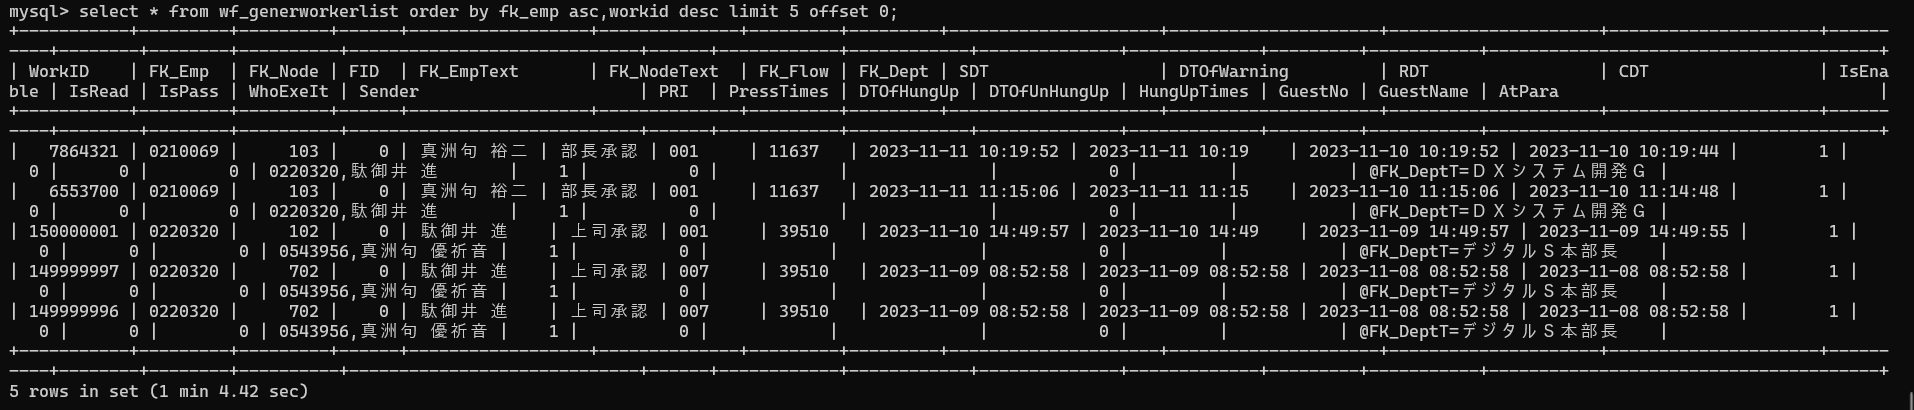 mysql> select * from wf_generworkerlist order by fk_emp asc,workid desc limit 5 offset 0;
| WorkID    | FK_Emp  | FK_Node | FID  | FK_EmpText       | FK_NodeText  | FK_Flow | FK_Dept | SDT                 | DTOfWarning         | RDT                 | CDT                 | IsEna
ble | IsRead | IsPass | WhoExeIt | Sender                      | PRI  | PressTimes | DTOfHungUp | DTOfUnHungUp | HungUpTimes | GuestNo | GuestName | AtPara                                |
|   7864321 | 0210069 |     103 |    0 | 真洲句 裕二 | 部長承認 | 001     | 11637   | 2023-11-11 10:19:52 | 2023-11-11 10:19    | 2023-11-10 10:19:52 | 2023-11-10 10:19:44 |        1 |
  0 |      0 |        0 | 0220320,駄御井 進       |    1 |          0 |            |              |           0 |         |           | @FK_DeptT=ＤＸシステム開発Ｇ |
|   6553700 | 0210069 |     103 |    0 | 真洲句 裕二 | 部長承認 | 001     | 11637   | 2023-11-11 11:15:06 | 2023-11-11 11:15    | 2023-11-10 11:15:06 | 2023-11-10 11:14:48 |        1 |
  0 |      0 |        0 | 0220320,駄御井 進       |    1 |          0 |            |              |           0 |         |           | @FK_DeptT=ＤＸシステム開発Ｇ |
| 150000001 | 0220320 |     102 |    0 | 駄御井 進    | 上司承認 | 001     | 39510   | 2023-11-10 14:49:57 | 2023-11-10 14:49    | 2023-11-09 14:49:57 | 2023-11-09 14:49:55 |        1 |
   0 |      0 |        0 | 0543956,真洲句 優祈音 |    1 |          0 |            |              |           0 |         |           | @FK_DeptT=デジタルＳ本部長    |
| 149999997 | 0220320 |     702 |    0 | 駄御井 進    | 上司承認 | 007     | 39510   | 2023-11-09 08:52:58 | 2023-11-09 08:52:58 | 2023-11-08 08:52:58 | 2023-11-08 08:52:58 |        1 |
   0 |      0 |        0 | 0543956,真洲句 優祈音 |    1 |          0 |            |              |           0 |         |           | @FK_DeptT=デジタルＳ本部長    |
| 149999996 | 0220320 |     702 |    0 | 駄御井 進    | 上司承認 | 007     | 39510   | 2023-11-09 08:52:58 | 2023-11-09 08:52:58 | 2023-11-08 08:52:58 | 2023-11-08 08:52:58 |        1 |
   0 |      0 |        0 | 0543956,真洲句 優祈音 |    1 |          0 |            |              |           0 |         |           | @FK_DeptT=デジタルＳ本部長    |
5 rows in set (1 min 4.42 sec)